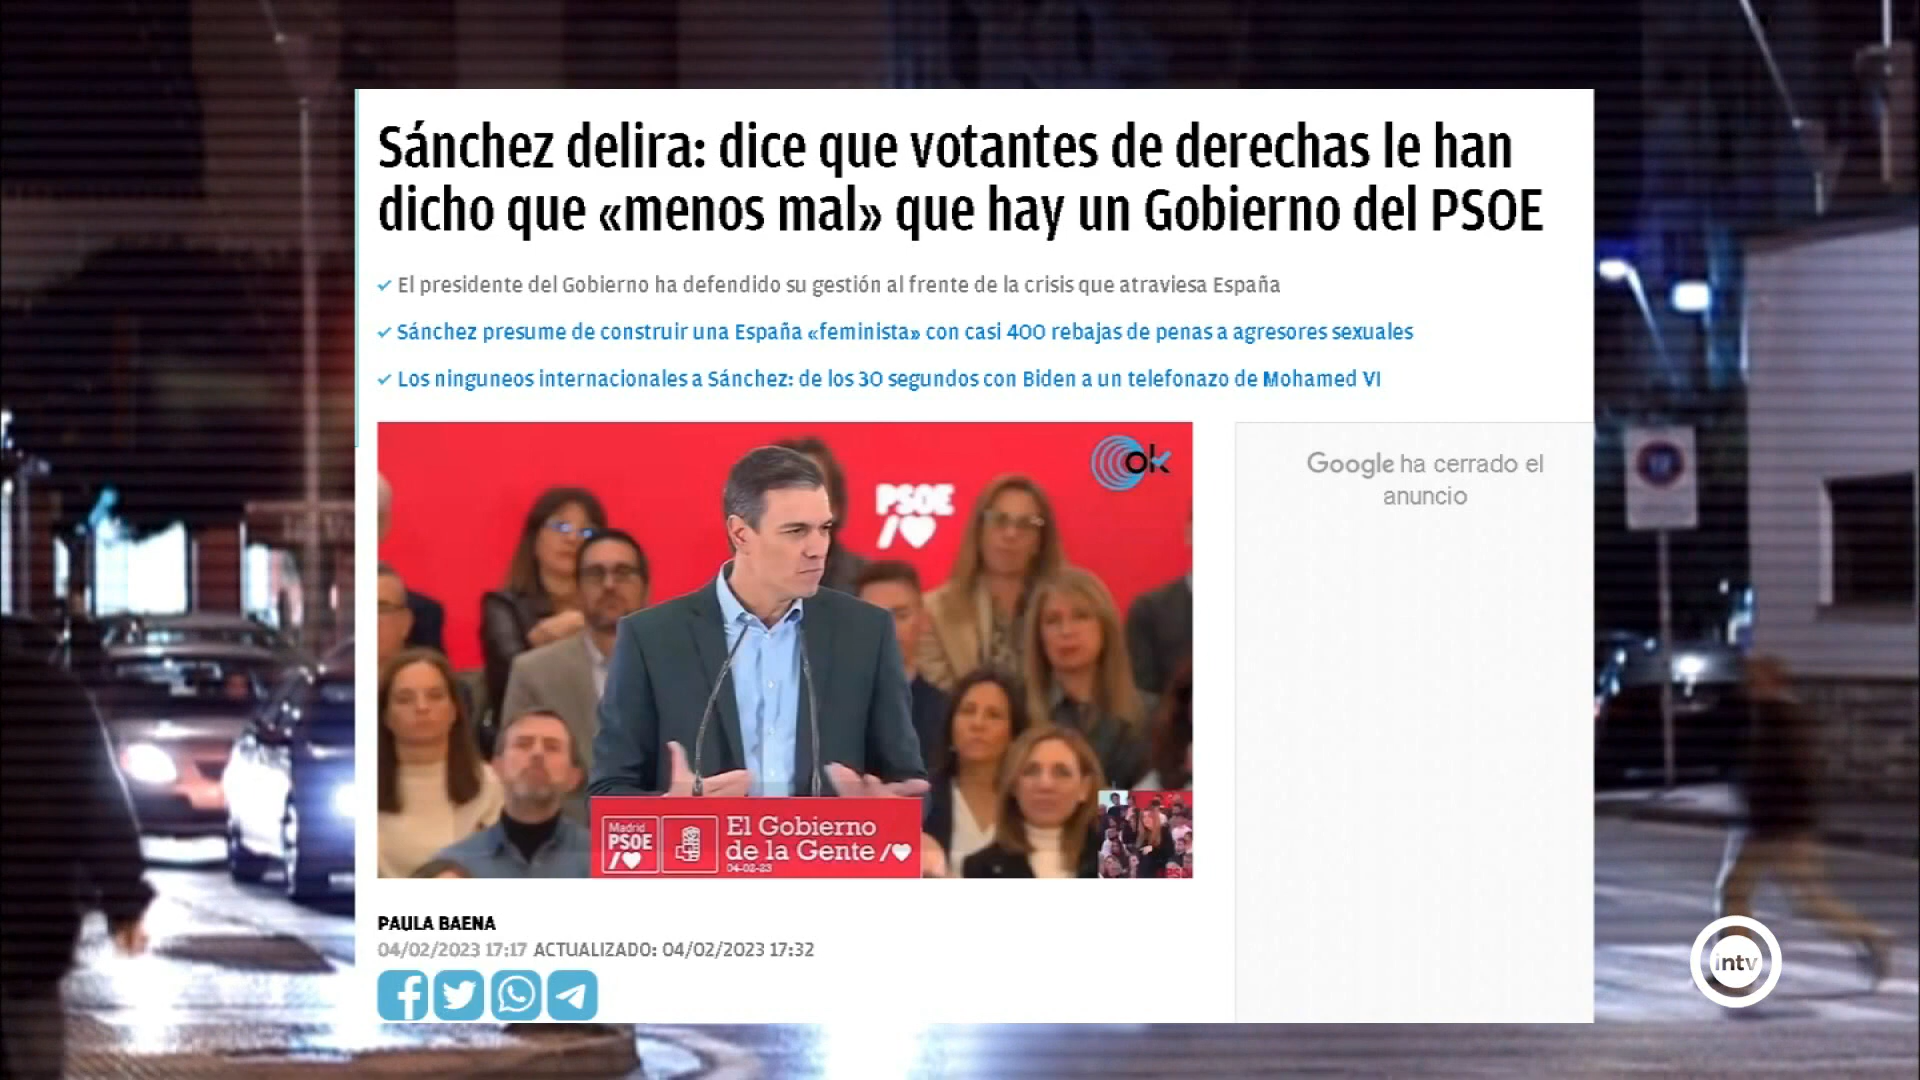 Sánchez delira: dice que votantes de derechas le han
dicho que «menos mal» que hay un Gobierno del PSOE
El presidente del Gobierno ha defendido su gestión al frente de la crisis que atraviesa España
Sánchez presume de construir una España «feminista» con casi 400 rebajas de penas a agresores sexuales
Los ninguneos internacionales a Sánchez: de los 30 segundos con Biden a un telefonazo de Mohamed VI
ok
PSOE
Google ha cerrado el
anuncio
Madrid
PSOE
El Gobierno
de la Gente /
04-02-23
PAULA BAENA
04/02/2023 17:17 ACTUALIZADO: 04/02/2023 17:32
intv